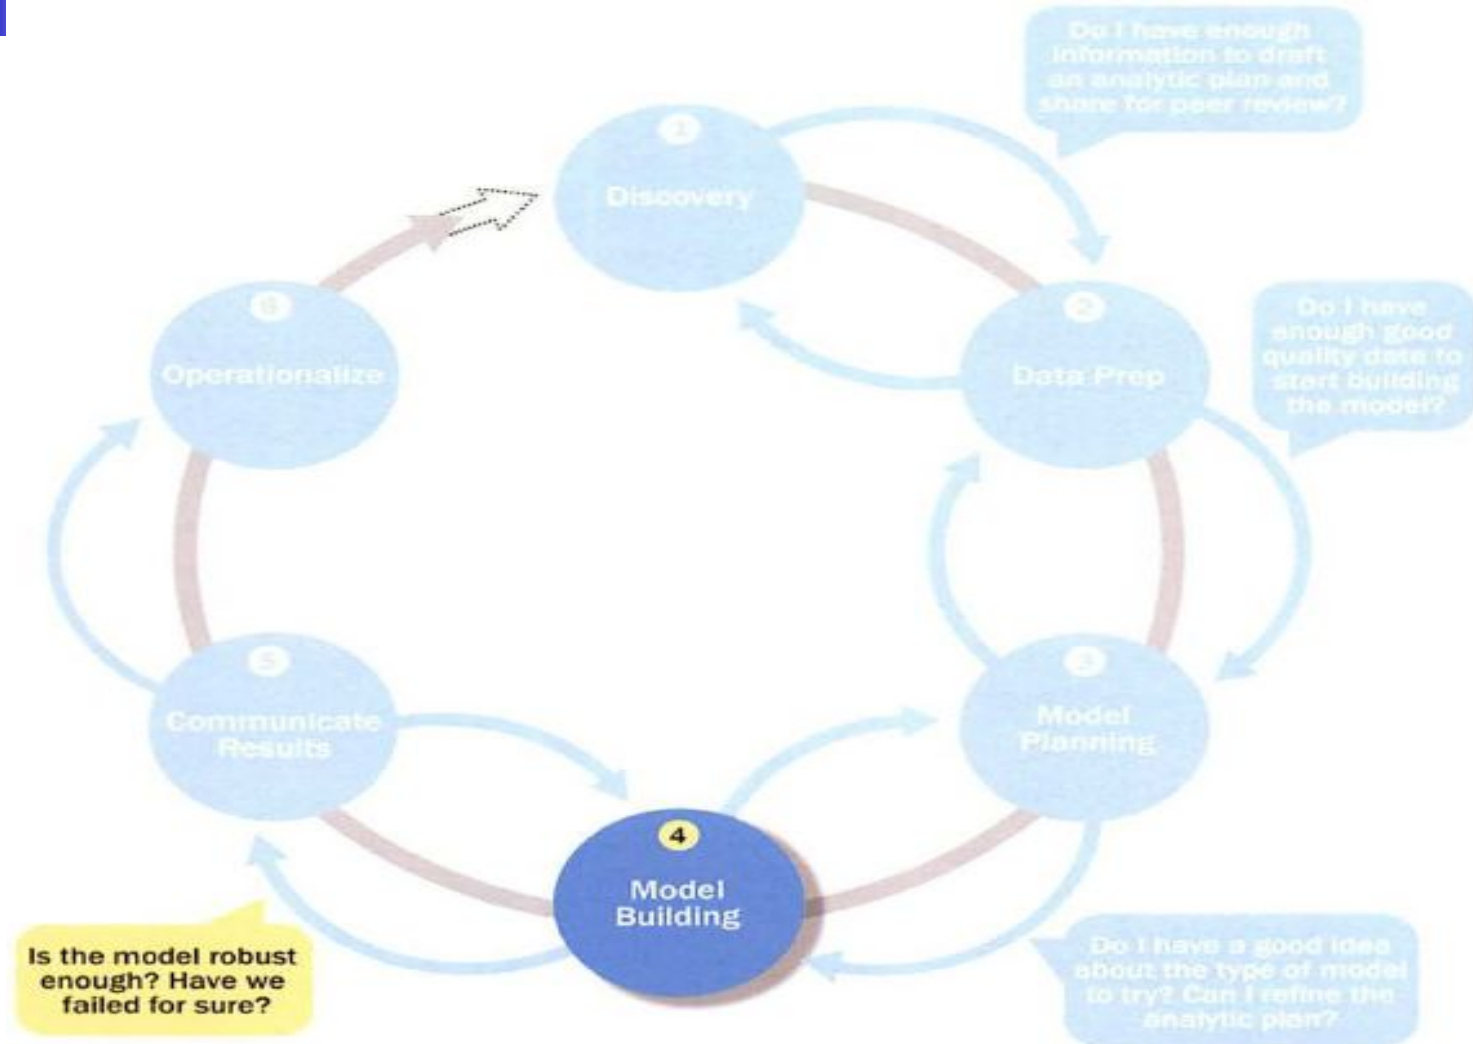 Do I have enough
information to draft
an analytic plan and
share for peer review?
1
Discovery
2
Data Prep
Do I have
enough good
quality data to
start building
the model?
6
Operationalize
3
Model
Planning
5
Communicate
Results
4
Model
Building
Is the model robust
enough? Have we
failed for sure?
Do I have a good idea
about the type of model
to try? Can I refine the
analytic plan?